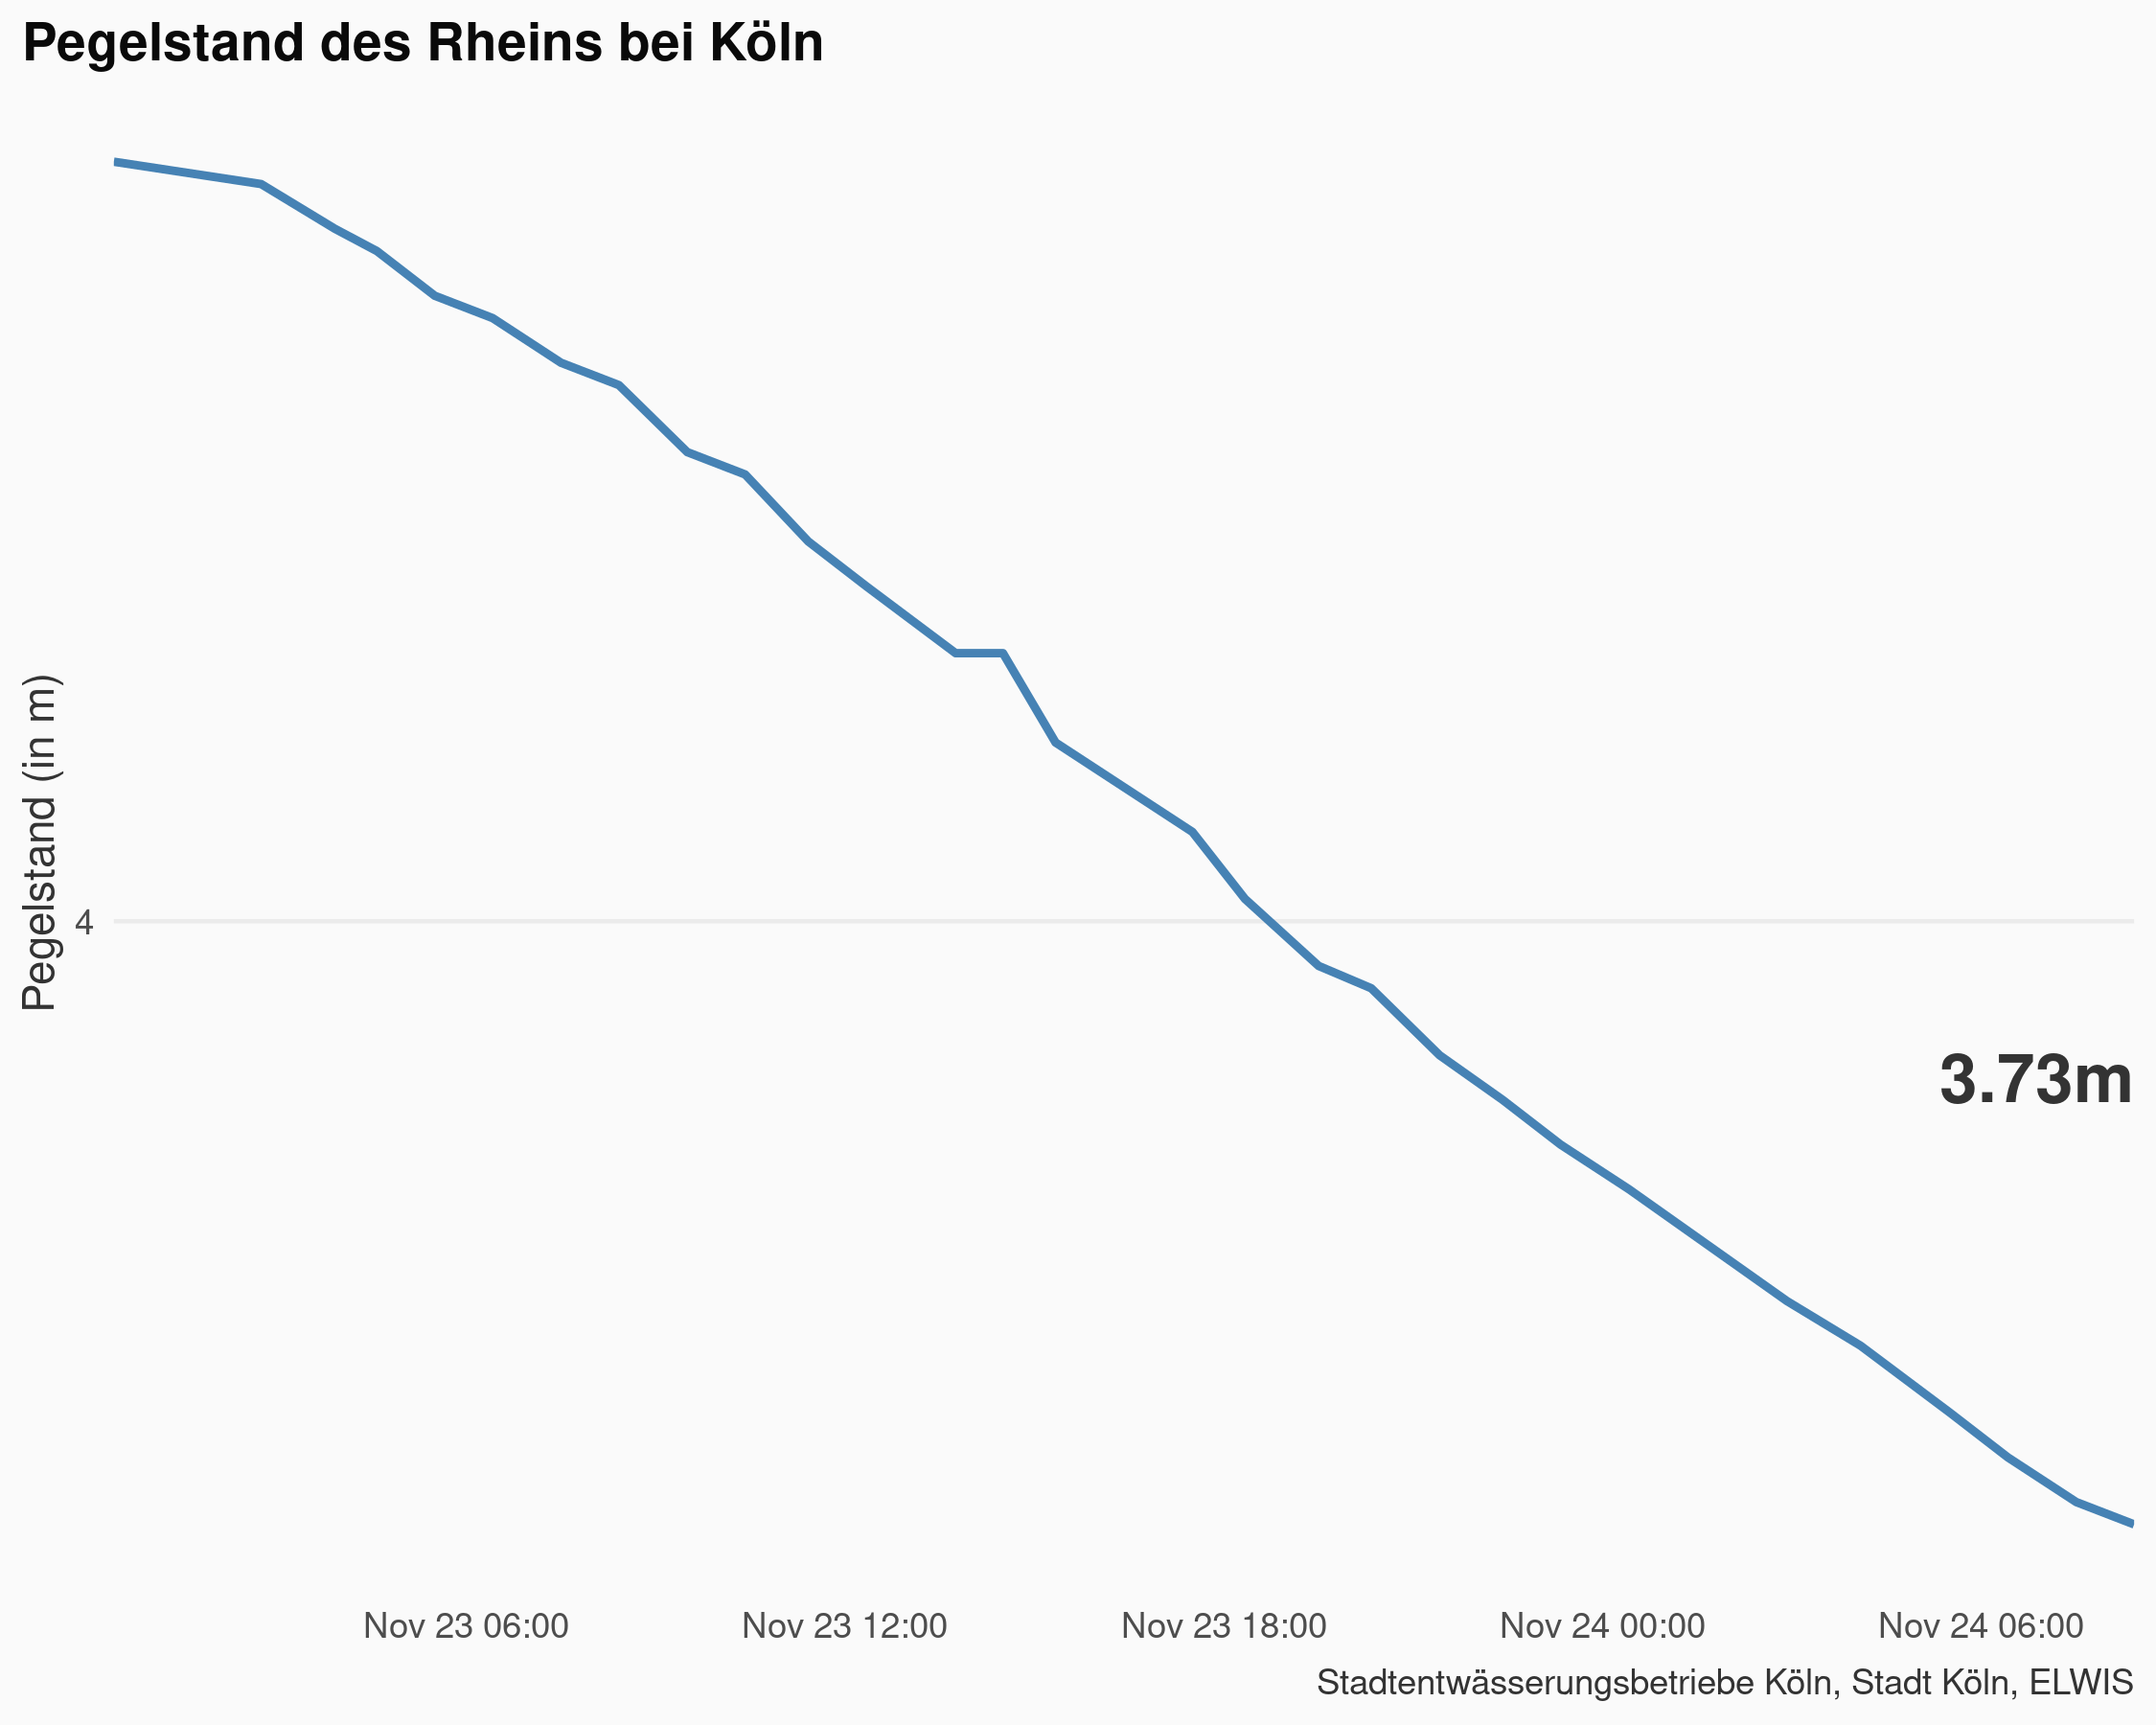 Pegelstand des Rheins bei Köln
Pegelstand (in m)
4
3.73m
Nov 23 06:00
Nov 23 12:00
Nov 23 18:00
Nov 24 00:00
Nov 24 06:00
Stadtentwässerungsbetriebe Köln, Stadt Köln, ELWIS